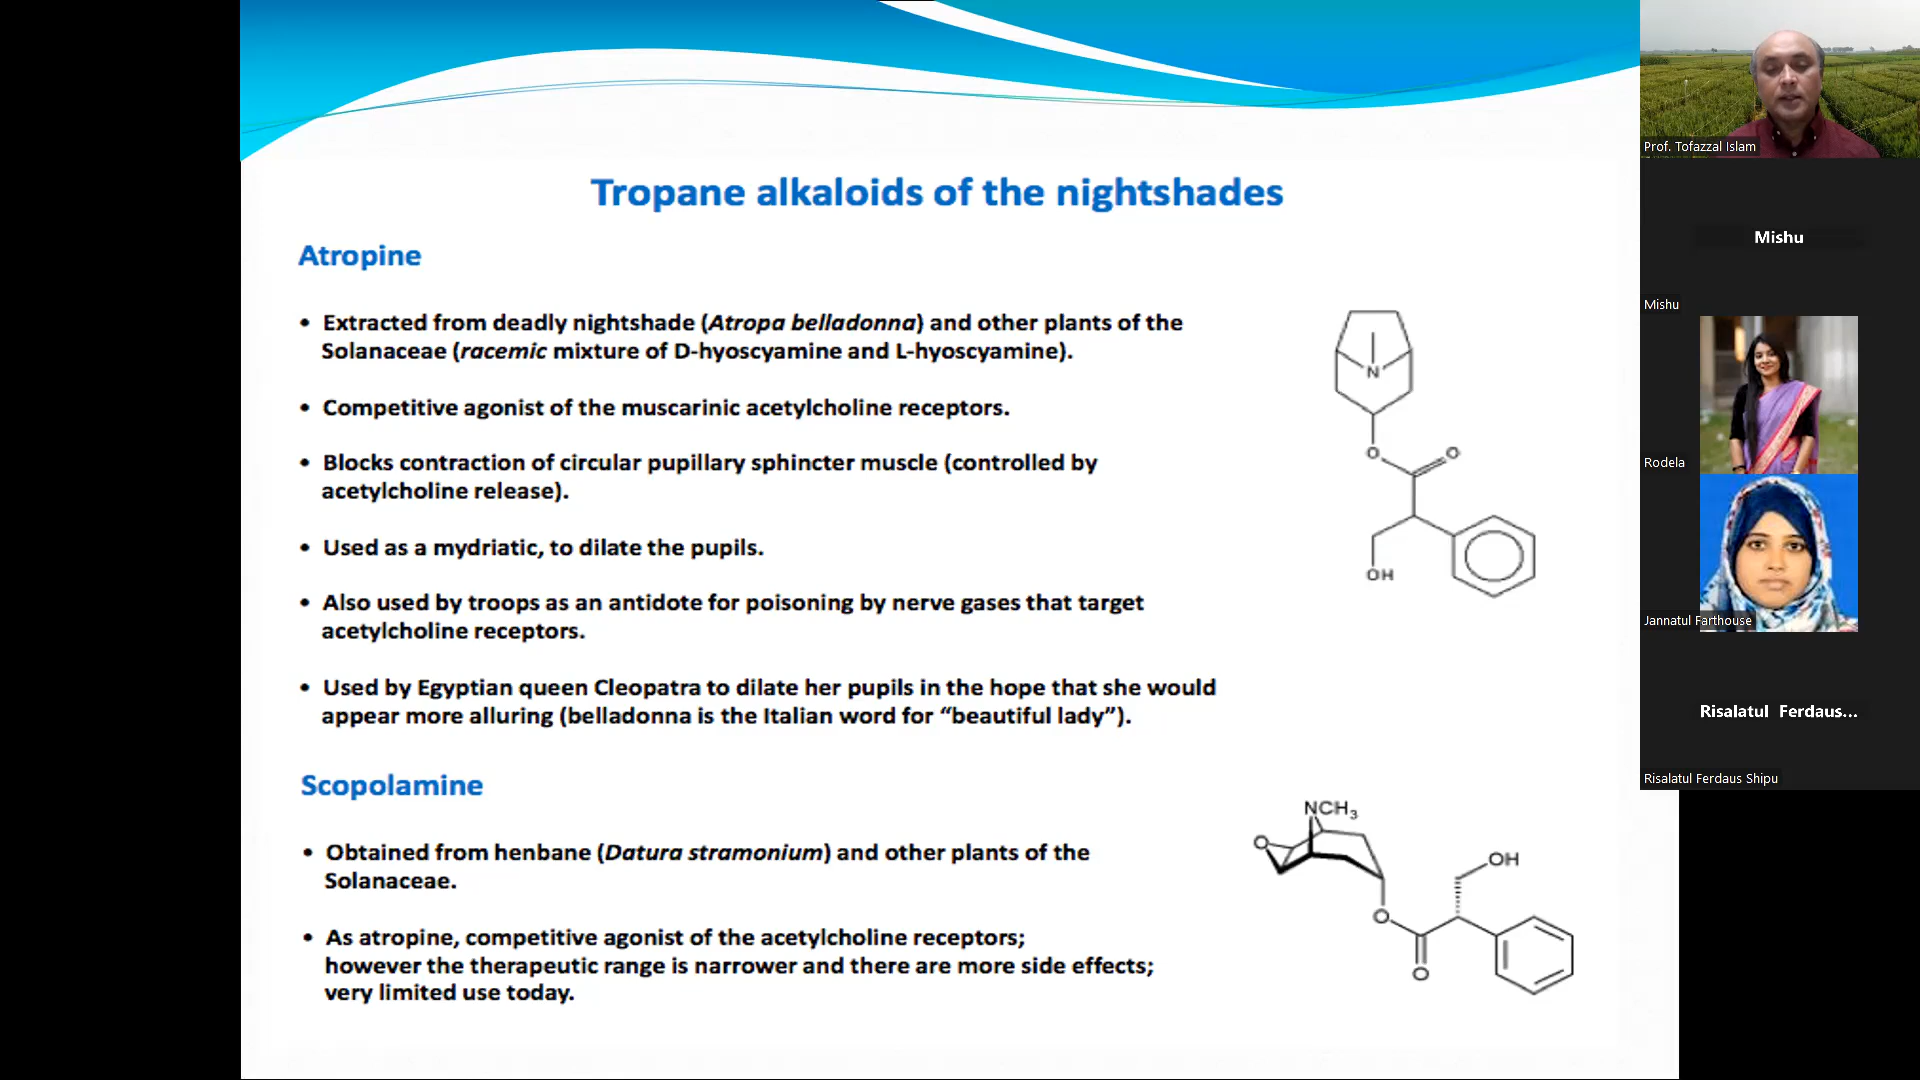 Tropane alkaloids of the nightshades
Atropine
• Extracted from deadly nightshade (Atropa belladonna) and other plants of the
Solanaceae (racemic mixture of D-hyoscyamine and L-hyoscyamine).
• Competitive agonist of the muscarinic acetylcholine receptors.
• Blocks contraction of circular pupillary sphincter muscle (controlled by
acetylcholine release).
• Used as a mydriatic, to dilate the pupils.
• Also used by troops as an antidote for poisoning by nerve gases that target
acetylcholine receptors.
• Used by Egyptian queen Cleopatra to dilate her pupils in the hope that she would
appear more alluring (belladonna is the Italian word for “beautiful lady”).
N
O
O
OH
Scopolamine
• Obtained from henbane (Datura stramonium) and other plants of the
Solanaceae.
• As atropine, competitive agonist of the acetylcholine receptors;
however the therapeutic range is narrower and there are more side effects;
very limited use today.
NCH3
O
OH
O
O
Prof. Tofazzal Islam
Mishu
Mishu
Rodela
Jannatul Farthouse
Risalatul Ferdaus...
Risalatul Ferdaus Shipu